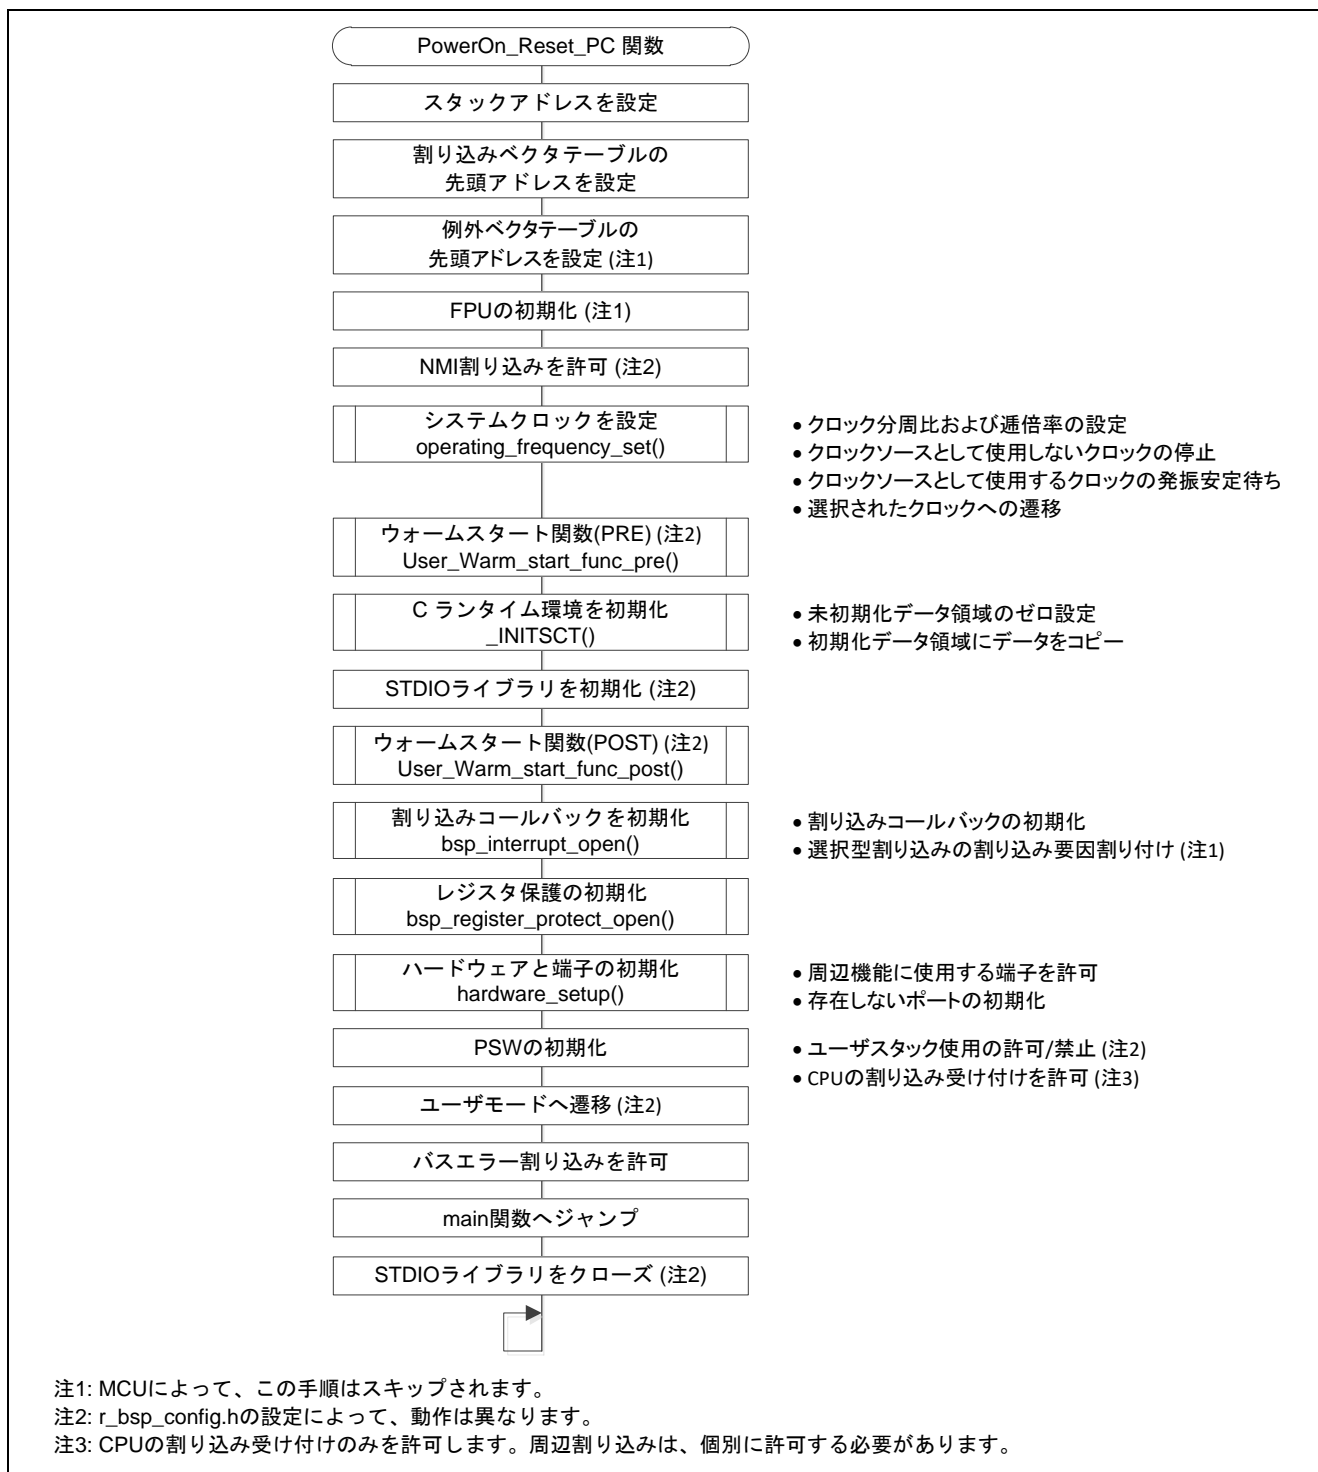 PowerOn_Reset_PC 関数
スタックアドレスを設定
割り込みベクタテーブルの
先頭アドレスを設定
例外ベクタテーブルの
先頭アドレスを設定 (注1)
FPUの初期化 (注1)
NMI割り込みを許可 (注2)
システムクロックを設定
operating_frequency_set()
• クロック分周比および逓倍率の設定
• クロックソースとして使用しないクロックの停止
• クロックソースとして使用するクロックの発振安定待ち
• 選択されたクロックへの遷移
ウォームスタート関数(PRE) (注2)
User_Warm_start_func_pre()
C ランタイム環境を初期化
_INITSCT()
• 未初期化データ領域のゼロ設定
• 初期化データ領域にデータをコピー
STDIOライブラリを初期化 (注2)
ウォームスタート関数(POST) (注2)
User_Warm_start_func_post()
割り込みコールバックを初期化
bsp_interrupt_open()
• 割り込みコールバックの初期化
• 選択型割り込みの割り込み要因割り付け (注1)
レジスタ保護の初期化
bsp_register_protect_open()
ハードウェアと端子の初期化
hardware_setup()
• 周辺機能に使用する端子を許可
• 存在しないポートの初期化
PSWの初期化
• ユーザスタック使用の許可/禁止 (注2)
• CPUの割り込み受け付けを許可 (注3)
ユーザモードへ遷移 (注2)
バスエラー割り込みを許可
main関数へジャンプ
STDIOライブラリをクローズ (注2)
注1: MCUによって、この手順はスキップされます。
注2: r_bsp_config.hの設定によって、動作は異なります。
注3: CPUの割り込み受け付けのみを許可します。周辺割り込みは、個別に許可する必要があります。